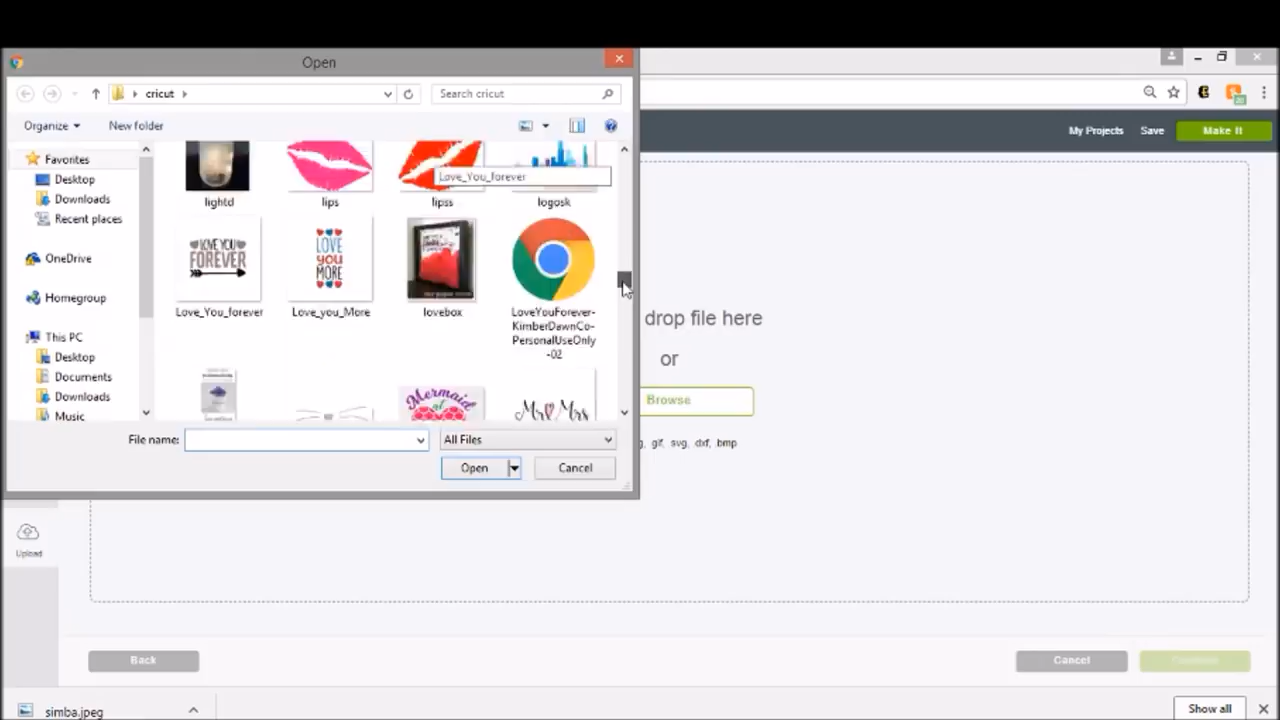 Open
cricut
Search cricut
Organize
New folder
My Projects
Save
Make It
Favorites
Desktop
Downloads
Recent places
OneDrive
Homegroup
This PC
Desktop
Documents
Downloads
Music
Love_You_forever
lightd
lips
lipss
logosk
LOVE YOU
FOREVER
LOVE
you
MORE
Love_You_forever
Love_you_More
lovebox
LoveYouForever-
KimberDawnCo-
PersonalUseOnly
-02
Mermaid
Mr Mrs
File name:
All Files
Open
Cancel
drop file here
or
Browse
gif, svg, dxf, bmp
Upload
Back
Cancel
Continue
simba.jpeg
Show all